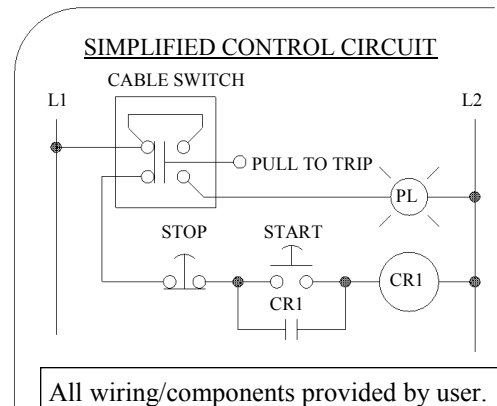 SIMPLIFIED CONTROL CIRCUIT
CABLE SWITCH
L1
L2
PULL TO TRIP
PL
STOP
START
CR1
CR1
All wiring/components provided by user.